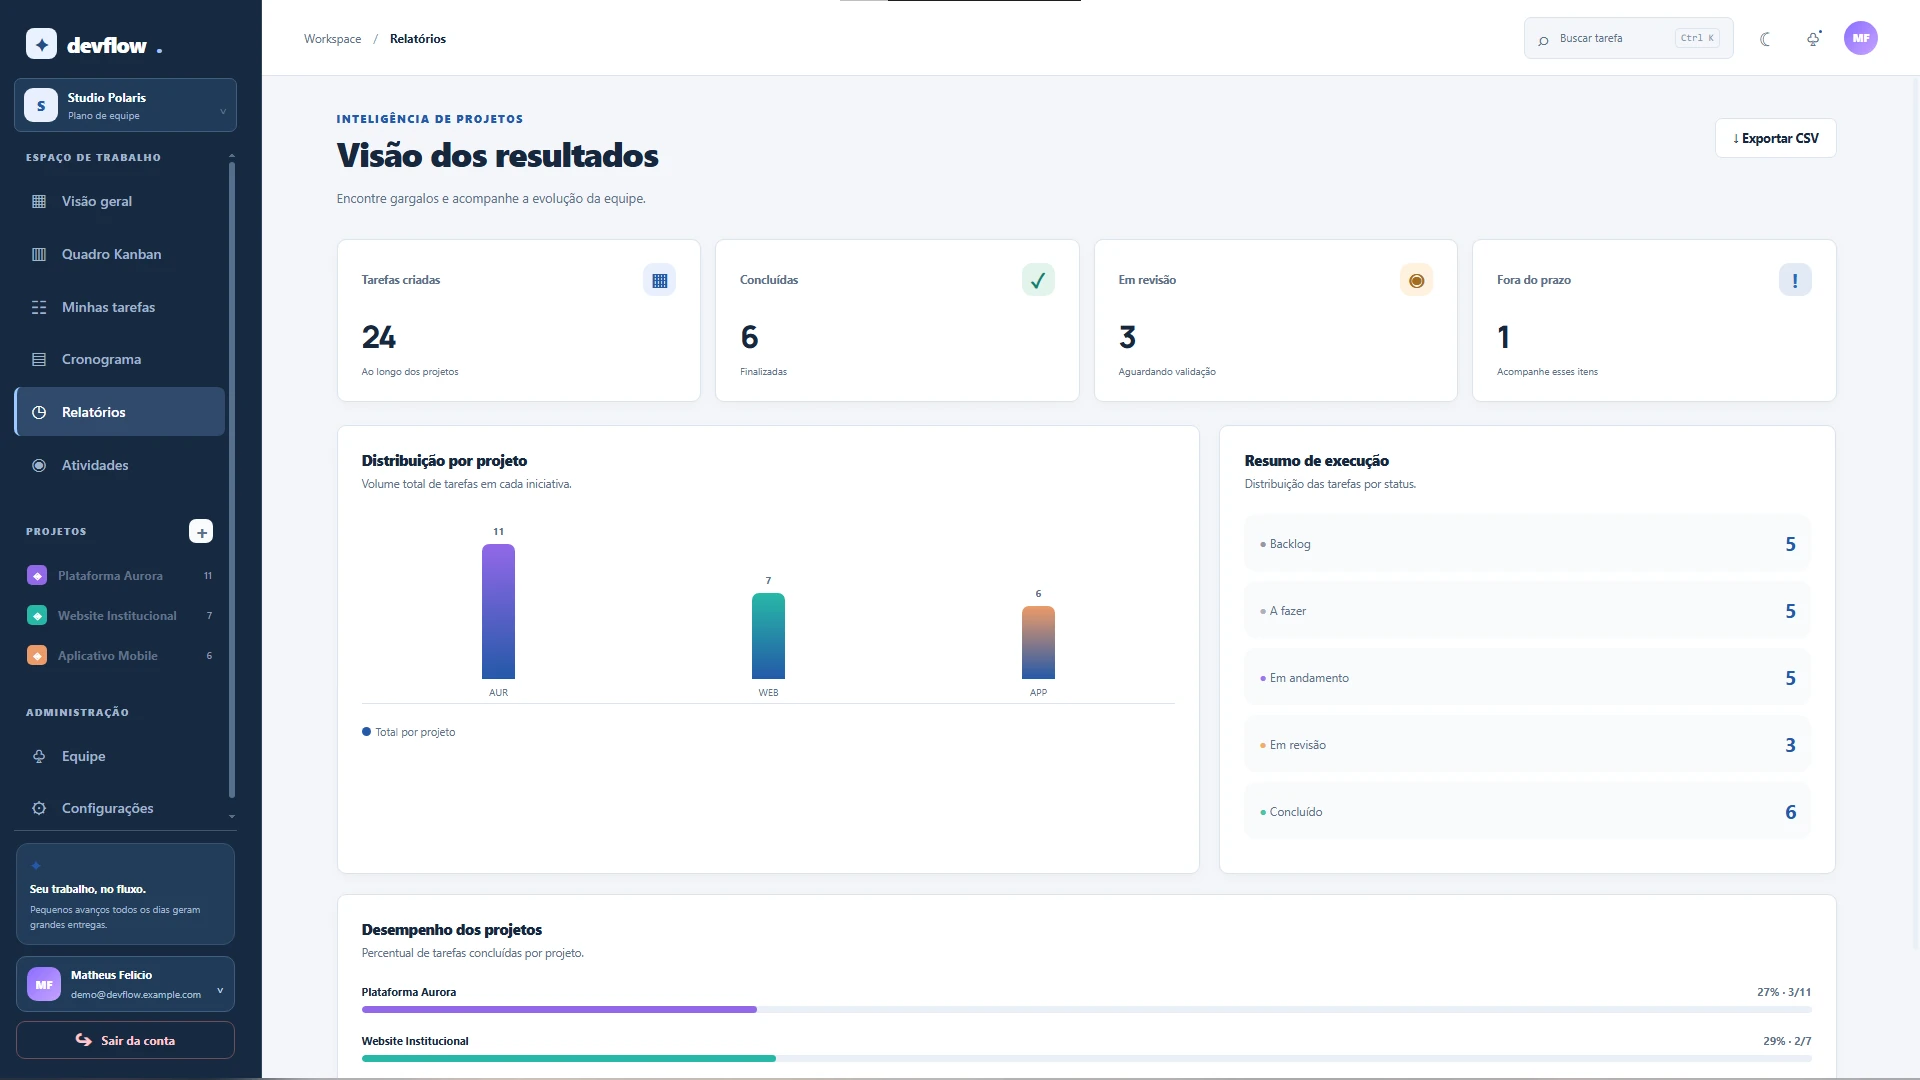 devflow .
S
Studio Polaris
Plano de equipe
ESPAÇO DE TRABALHO
Visão geral
Quadro Kanban
Minhas tarefas
Cronograma
Relatórios
Atividades
PROJETOS
+
Plataforma Aurora 11
Website Institucional 7
Aplicativo Mobile 6
ADMINISTRAÇÃO
Equipe
Configurações
Seu trabalho, no fluxo.
Pequenos avanços todos os dias geram
grandes entregas.
MF
Matheus Felicio
demo@devflow.example.com
Sair da conta
Workspace / Relatórios
Buscar tarefa Ctrl K
MF
INTELIGÊNCIA DE PROJETOS
Visão dos resultados
Encontre gargalos e acompanhe a evolução da equipe.
↓ Exportar CSV
Tarefas criadas
24
Ao longo dos projetos
Concluídas
6
Finalizadas
Em revisão
3
Aguardando validação
Fora do prazo
!
1
Acompanhe esses itens
Distribuição por projeto
Volume total de tarefas em cada iniciativa.
11
7
6
AUR
WEB
APP
Total por projeto
Resumo de execução
Distribuição das tarefas por status.
Backlog 5
A fazer 5
Em andamento 5
Em revisão 3
Concluído 6
Desempenho dos projetos
Percentual de tarefas concluídas por projeto.
Plataforma Aurora 27% · 3/11
Website Institucional 29% · 2/7